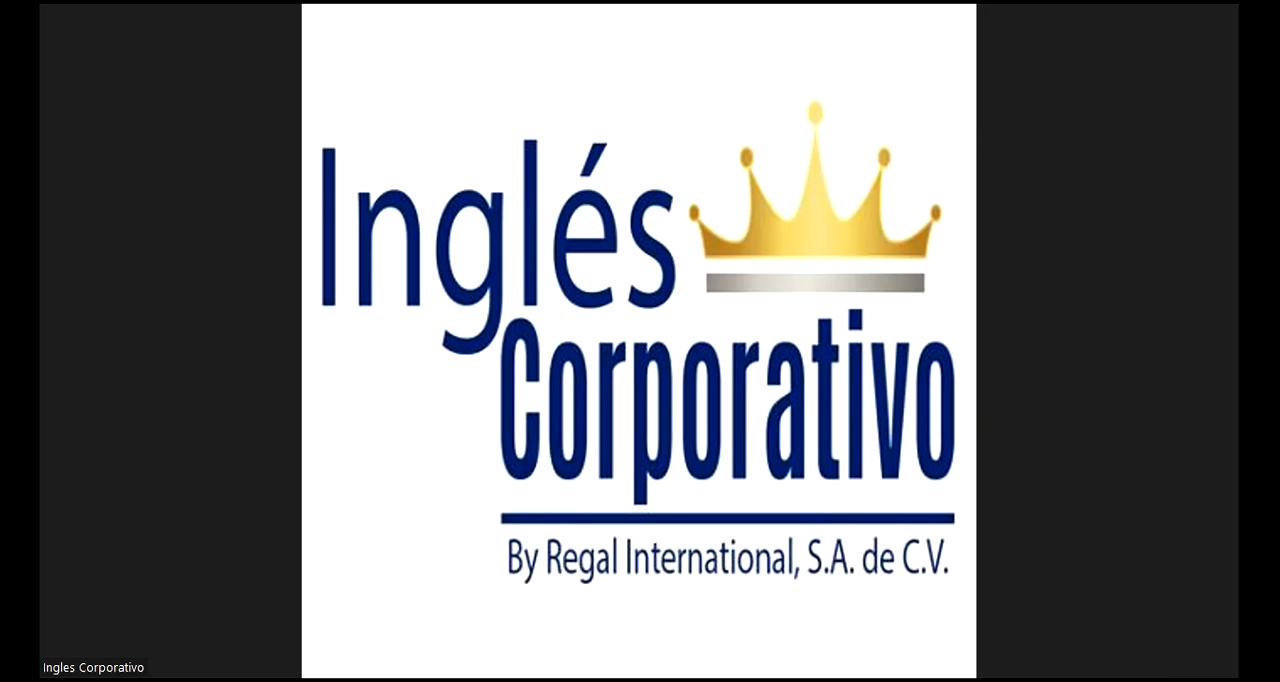 Inglés
Corporativo
By Regal International, S.A. de C.V.
Ingles Corporativo